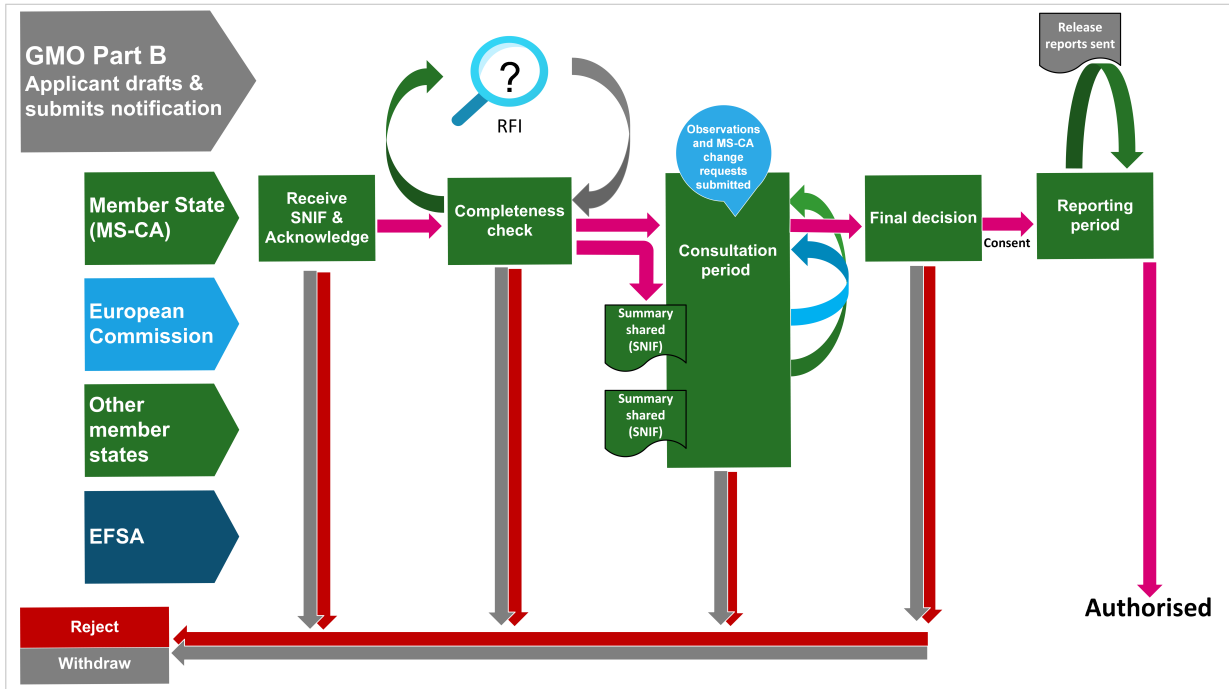 GMO Part B
Applicant drafts &
submits notification
?
RFI
Release
reports sent
Observations
and MS-CA
change
requests
submitted
Member State
(MS-CA)
Receive
SNIF &
Acknowledge
Completeness
check
Consultation
period
Final decision
Consent
Reporting
period
European
Commission
Summary
shared
(SNIF)
Other
member
states
Summary
shared
(SNIF)
EFSA
Authorised
Reject
Withdraw